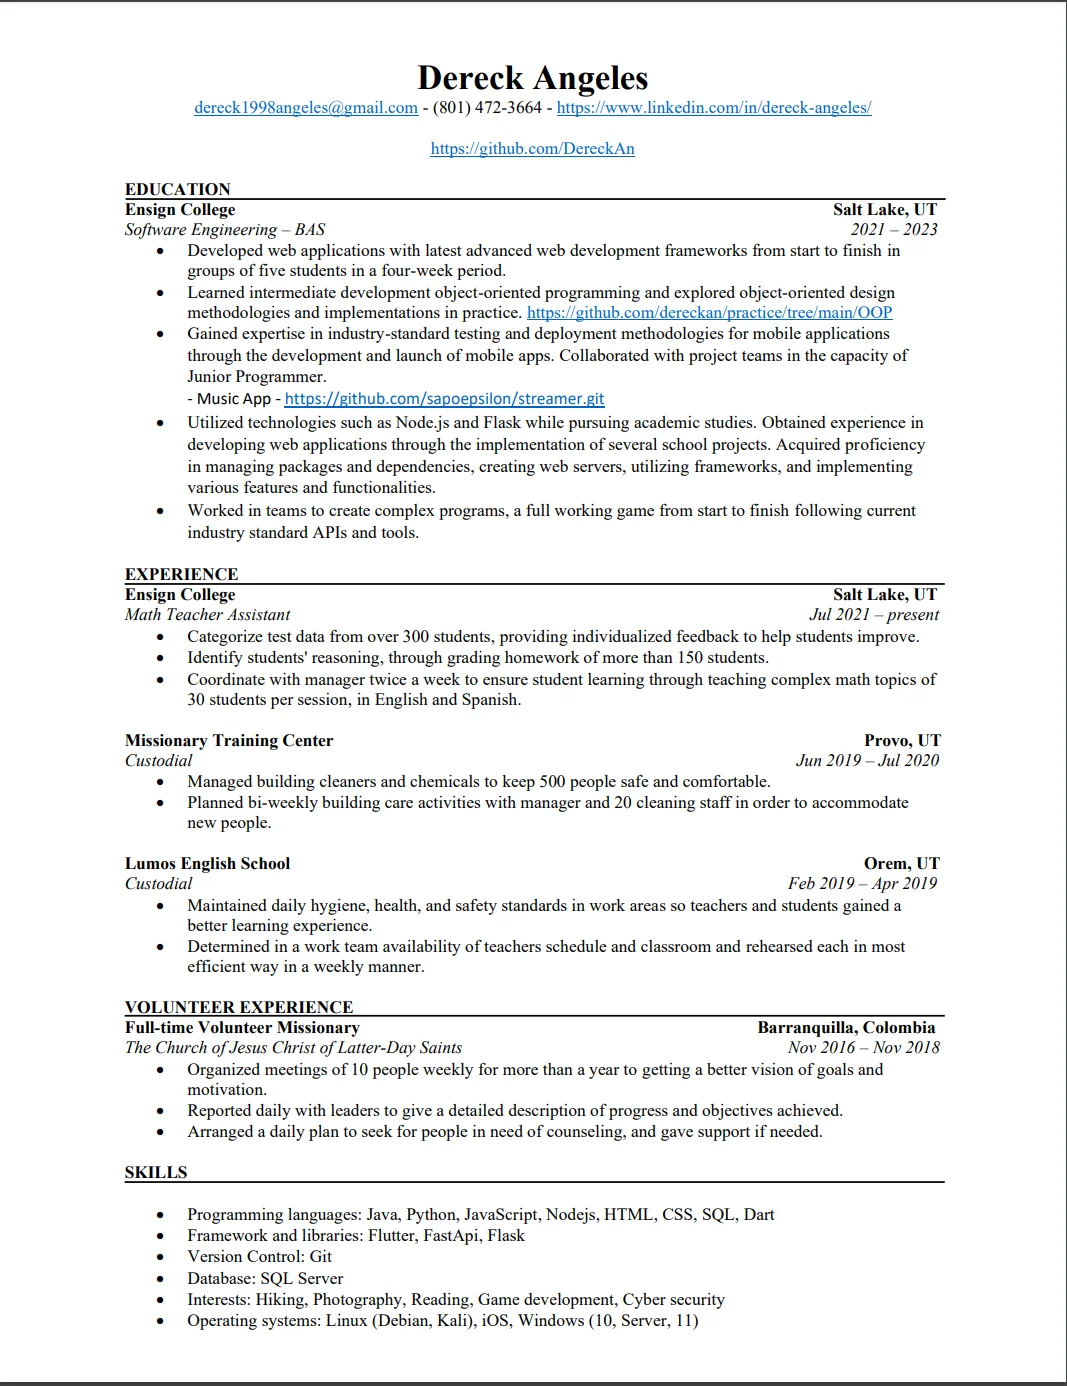 Dereck Angeles
dereck1998angeles@gmail.com - (801) 472-3664 - https://www.linkedin.com/in/dereck-angeles/
https://github.com/DereckAn
EDUCATION
Ensign College Salt Lake, UT
Software Engineering – BAS 2021 – 2023
• Developed web applications with latest advanced web development frameworks from start to finish in
groups of five students in a four-week period.
• Learned intermediate development object-oriented programming and explored object-oriented design
methodologies and implementations in practice. https://github.com/dereckan/practice/tree/main/OOP
• Gained expertise in industry-standard testing and deployment methodologies for mobile applications
through the development and launch of mobile apps. Collaborated with project teams in the capacity of
Junior Programmer.
- Music App - https://github.com/sapoepsilon/streamer.git
• Utilized technologies such as Node.js and Flask while pursuing academic studies. Obtained experience in
developing web applications through the implementation of several school projects. Acquired proficiency
in managing packages and dependencies, creating web servers, utilizing frameworks, and implementing
various features and functionalities.
• Worked in teams to create complex programs, a full working game from start to finish following current
industry standard APIs and tools.
EXPERIENCE
Ensign College Salt Lake, UT
Math Teacher Assistant Jul 2021 – present
• Categorize test data from over 300 students, providing individualized feedback to help students improve.
• Identify students' reasoning, through grading homework of more than 150 students.
• Coordinate with manager twice a week to ensure student learning through teaching complex math topics of
30 students per session, in English and Spanish.
Missionary Training Center Provo, UT
Custodial Jun 2019 – Jul 2020
• Managed building cleaners and chemicals to keep 500 people safe and comfortable.
• Planned bi-weekly building care activities with manager and 20 cleaning staff in order to accommodate
new people.
Lumos English School Orem, UT
Custodial Feb 2019 – Apr 2019
• Maintained daily hygiene, health, and safety standards in work areas so teachers and students gained a
better learning experience.
• Determined in a work team availability of teachers schedule and classroom and rehearsed each in most
efficient way in a weekly manner.
VOLUNTEER EXPERIENCE
Full-time Volunteer Missionary Barranquilla, Colombia
The Church of Jesus Christ of Latter-Day Saints Nov 2016 – Nov 2018
• Organized meetings of 10 people weekly for more than a year to getting a better vision of goals and
motivation.
• Reported daily with leaders to give a detailed description of progress and objectives achieved.
• Arranged a daily plan to seek for people in need of counseling, and gave support if needed.
SKILLS
• Programming languages: Java, Python, JavaScript, Nodejs, HTML, CSS, SQL, Dart
• Framework and libraries: Flutter, FastApi, Flask
• Version Control: Git
• Database: SQL Server
• Interests: Hiking, Photography, Reading, Game development, Cyber security
• Operating systems: Linux (Debian, Kali), iOS, Windows (10, Server, 11)